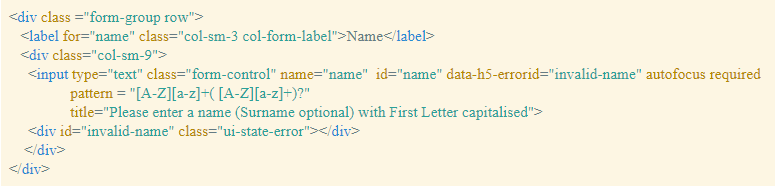 <div class ="form-group row">
<label for="name" class="col-sm-3 col-form-label">Name</label>
<div class="col-sm-9">
<input type="text" class="form-control" name="name"  id="name" data-h5-errorid="invalid-name" autofocus required
pattern = "[A-Z][a-z]+( [A-Z][a-z]+)?"
title="Please enter a name (Surname optional) with First Letter capitalised">
<div id="invalid-name" class="ui-state-error"></div>
</div>
</div>